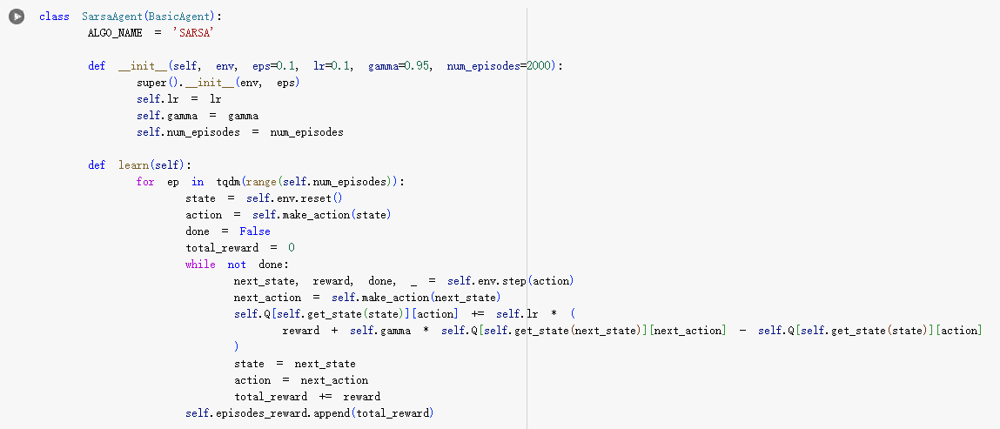 class SarsaAgent(BasicAgent):
ALGO_NAME = 'SARSA'
def __init__(self, env, eps=0.1, lr=0.1, gamma=0.95, num_episodes=2000):
super().__init__(env, eps)
self.lr = lr
self.gamma = gamma
self.num_episodes = num_episodes
def learn(self):
for ep in tqdm(range(self.num_episodes)):
state = self.env.reset()
action = self.make_action(state)
done = False
total_reward = 0
while not done:
next_state, reward, done, _ = self.env.step(action)
next_action = self.make_action(next_state)
self.Q[self.get_state(state)][action] += self.lr * (
reward + self.gamma * self.Q[self.get_state(next_state)][next_action] - self.Q[self.get_state(state)][action]
)
state = next_state
action = next_action
total_reward += reward
self.episodes_reward.append(total_reward)